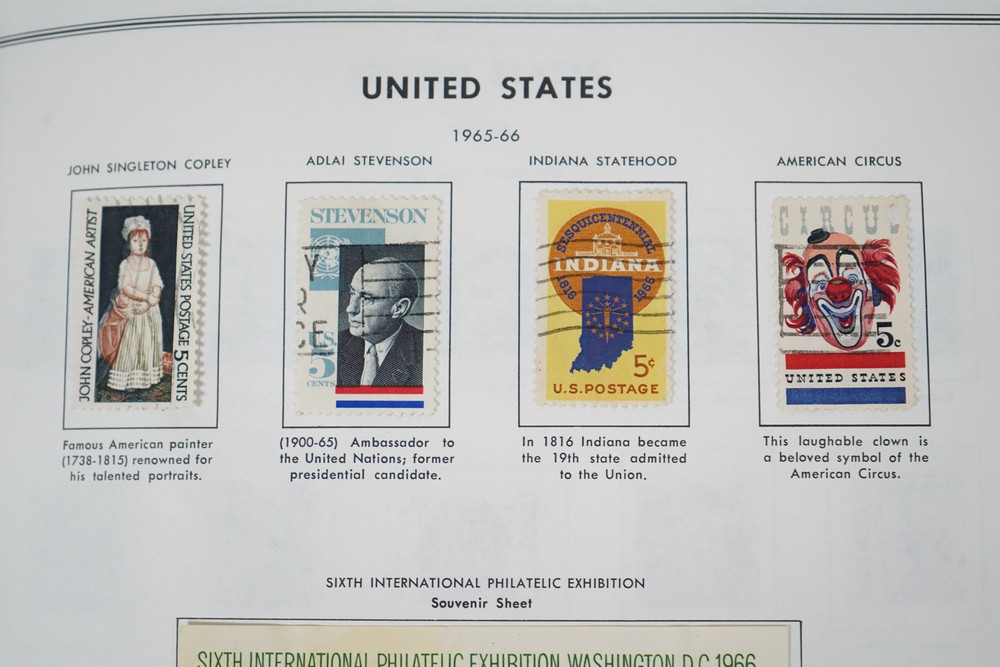 UNITED STATES
1965-66
JOHN SINGLETON COPLEY
JOHN COPLEY-AMERICAN ARTIST
UNITED STATES POSTAGE 5 CENTS
Famous American painter
(1738-1815) renowned for
his talented portraits.
ADLAI STEVENSON
STEVENSON
Y
CE
U.S.
5
CENTS
(1900-65) Ambassador to
the United Nations; former
presidential candidate.
INDIANA STATEHOOD
SESQUICENTENNIAL
INDIANA
1816 1966
5¢
U.S. POSTAGE
In 1816 Indiana became
the 19th state admitted
to the Union.
AMERICAN CIRCUS
CIRCUS
5c
UNITED STATES
This laughable clown is
a beloved symbol of the
American Circus.
SIXTH INTERNATIONAL PHILATELIC EXHIBITION
Souvenir Sheet
SIXTH INTERNATIONAL PHILATELIC EXHIBITION WASHINGTON D.C. 1966